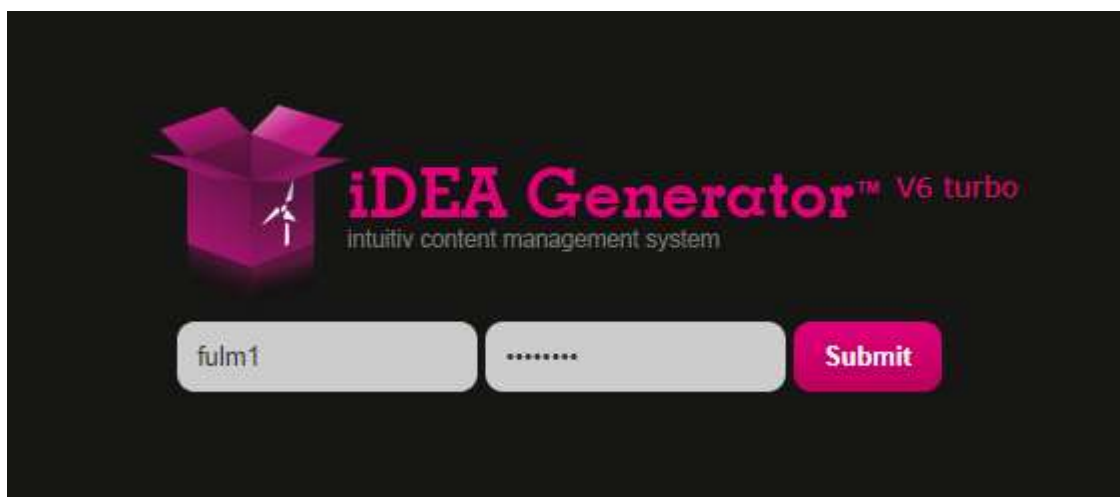 iDEA Generator™ V6 turbo
intuitiv content management system
fulm1 •••••••• Submit